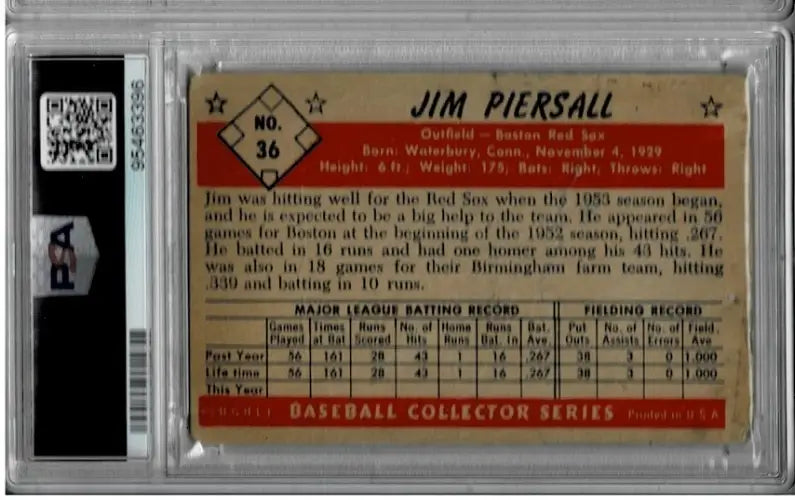 95463396
PSA
NO.
36
JIM PIERSALL
Outfield — Boston Red Sox
Born: Waterbury, Conn., November 4, 1929
Height: 6 ft.; Weight: 175; Bats: Right; Throws: Right
Jim was hitting well for the Red Sox when the 1953 season began,
and he is expected to be a big help to the team. He appeared in 56
games for Boston at the beginning of the 1952 season, hitting .267.
He batted in 16 runs and had one homer among his 43 hits. He
was also in 18 games for their Birmingham farm team, hitting
.339 and batting in 10 runs.
MAJOR LEAGUE BATTING RECORD FIELDING RECORD
Games Times Runs No. of Home Runs Bat. Put No. of No. of Field.
Played at Bat Scored Hits Runs Bat. In Ave. Outs Assists Errors Ave
Past Year 56 161 28 43 1 16 .267 38 3 0 1.000
Life time 56 161 28 43 1 16 .267 38 3 0 1.000
This Year
BASEBALL COLLECTOR SERIES Printed in U.S.A